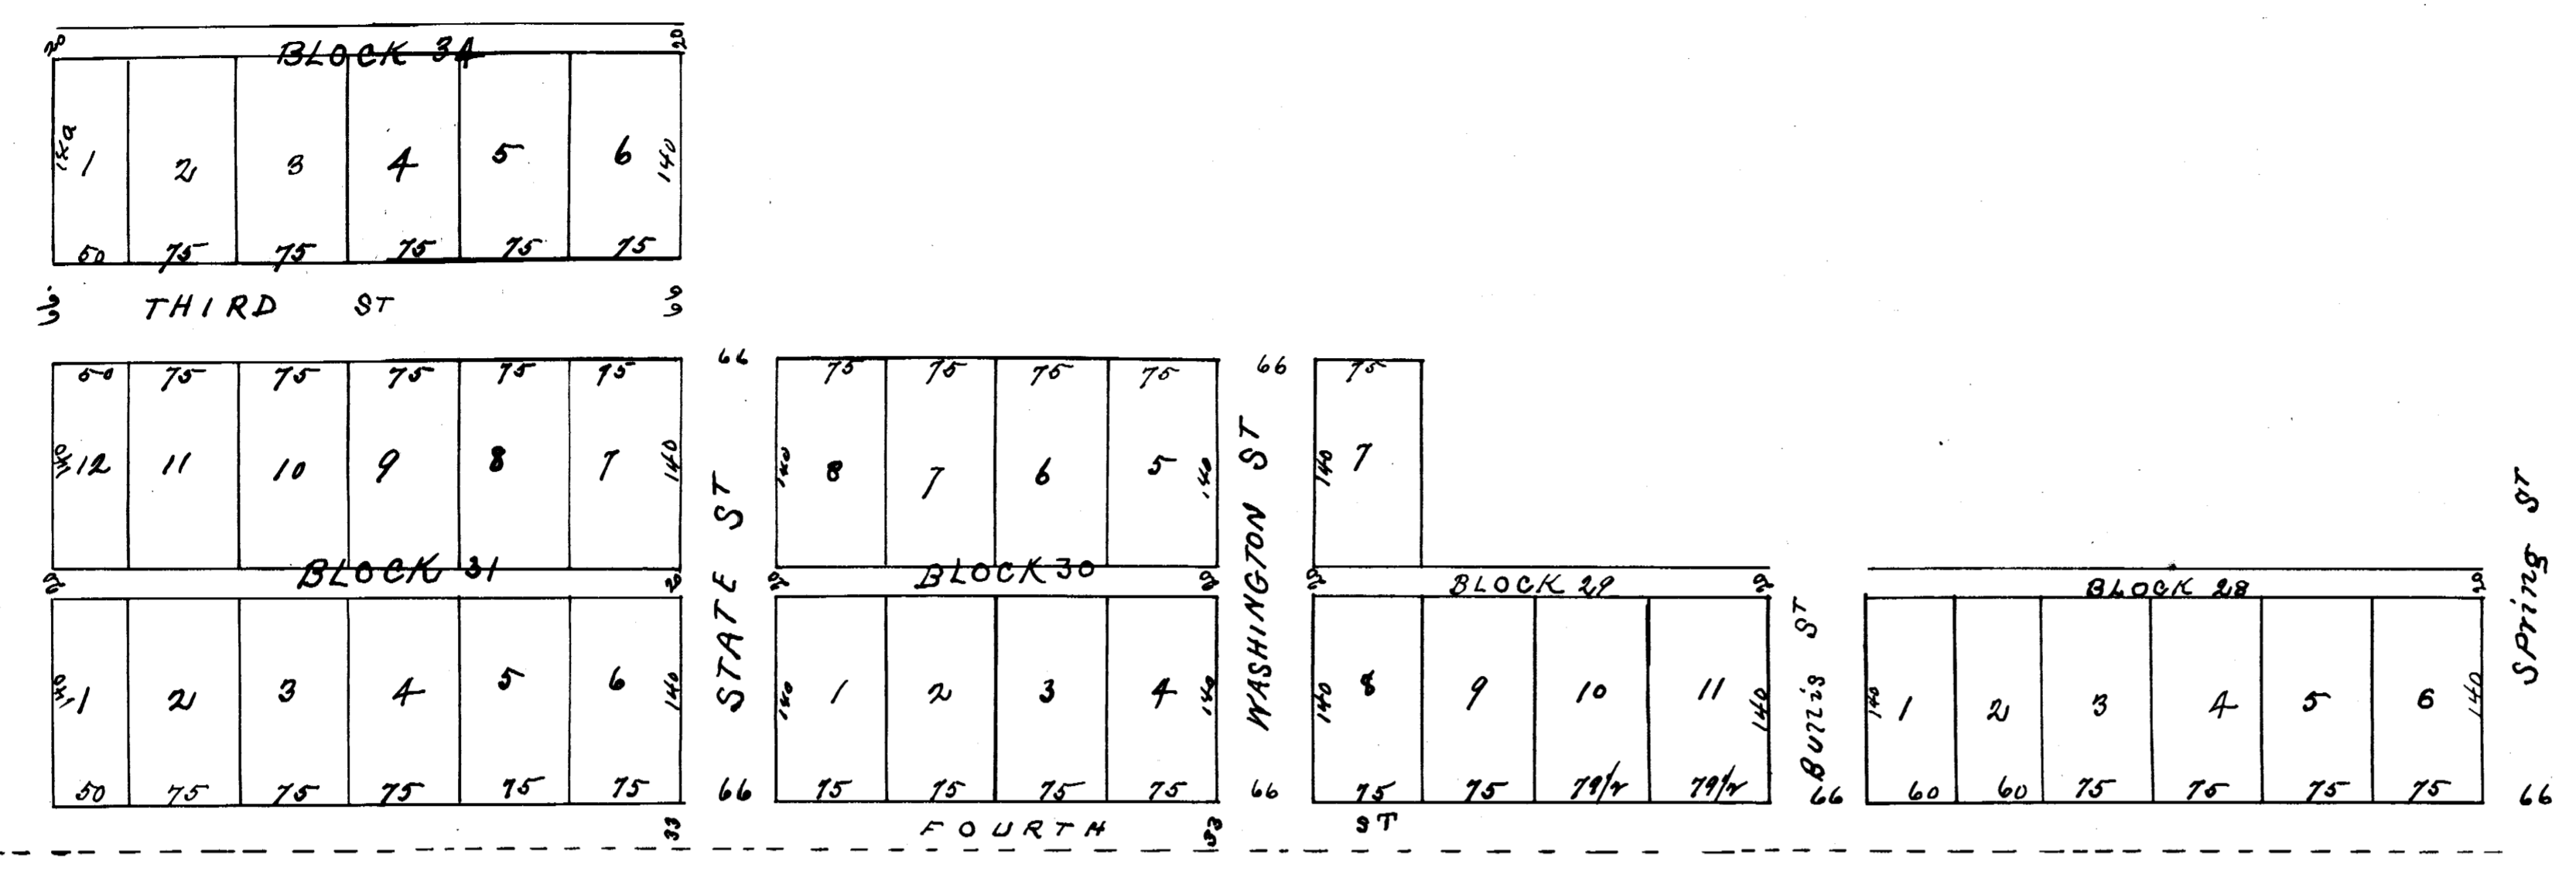 20 BLOCK 34 20
140 1 2 3 4 5 6 140
50 75 75 75 75 75
66 THIRD ST 66
50 75 75 75 75 75 66 75 75 75 75 66 75
140 12 11 10 9 8 7 140 140 8 7 6 5 140 140 7
STATE ST
WASHINGTON ST
Bullis ST
Spring ST
20 BLOCK 31 20 20 BLOCK 30 20 20 BLOCK 29 20 BLOCK 28 20
140 1 2 3 4 5 6 140 140 1 2 3 4 140 140 8 9 10 11 140 140 1 2 3 4 5 6 140
50 75 75 75 75 75 66 75 75 75 75 66 75 75 79 1/2 79 1/2 66 60 60 75 75 75 75 66
33 FOURTH 33 ST